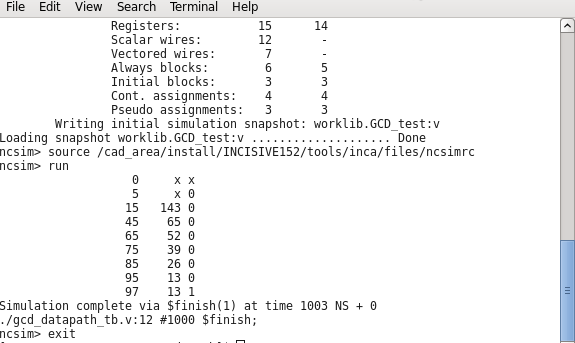 File Edit View Search Terminal Help
Registers: 15 14
Scalar wires: 12 -
Vectored wires: 7 -
Always blocks: 6 5
Initial blocks: 3 3
Cont. assignments: 4 4
Pseudo assignments: 3 3
Writing initial simulation snapshot: worklib.GCD_test:v
Loading snapshot worklib.GCD_test:v .................... Done
ncsim> source /cad_area/install/INCISIVE152/tools/inca/files/ncsimrc
ncsim> run
0 x x
5 x 0
15 143 0
45 65 0
65 52 0
75 39 0
85 26 0
95 13 0
97 13 1
Simulation complete via $finish(1) at time 1003 NS + 0
./gcd_datapath_tb.v:12 #1000 $finish;
ncsim> exit